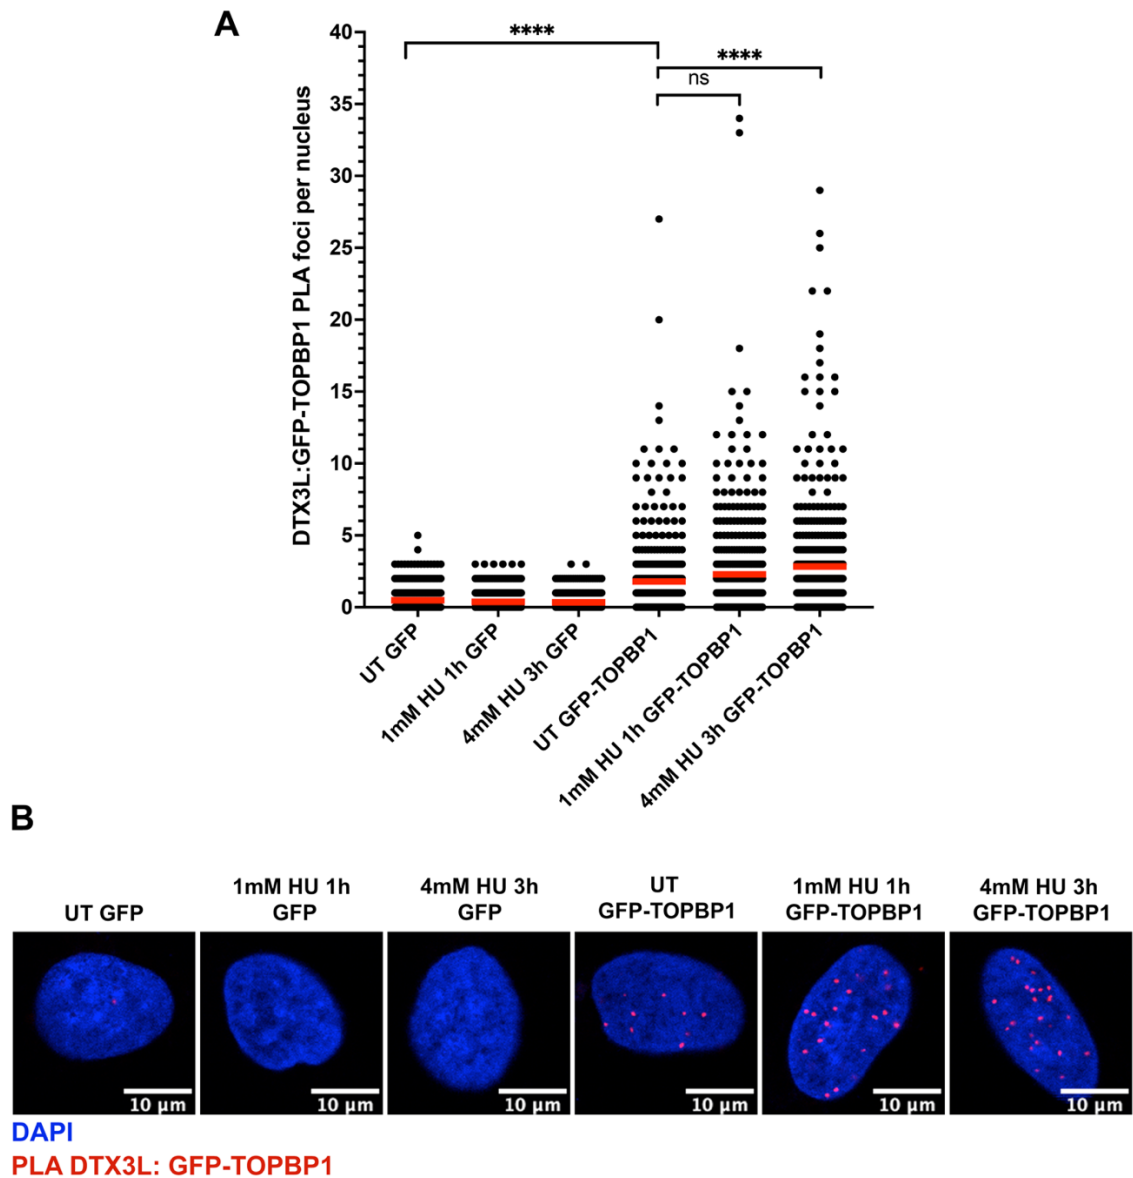 A
DTX3L:GFP-TOPBP1 PLA foci per nucleus
40
35
30
25
20
15
10
5
0
****
****
ns
UT GFP
1mM HU 1h GFP
4mM HU 3h GFP
UT GFP-TOPBP1
1mM HU 1h GFP-TOPBP1
4mM HU 3h GFP-TOPBP1
B
UT GFP
1mM HU 1h
GFP
4mM HU 3h
GFP
UT
GFP-TOPBP1
1mM HU 1h
GFP-TOPBP1
4mM HU 3h
GFP-TOPBP1
10 µm
10 µm
10 µm
10 µm
10 µm
10 µm
DAPI
PLA DTX3L: GFP-TOPBP1